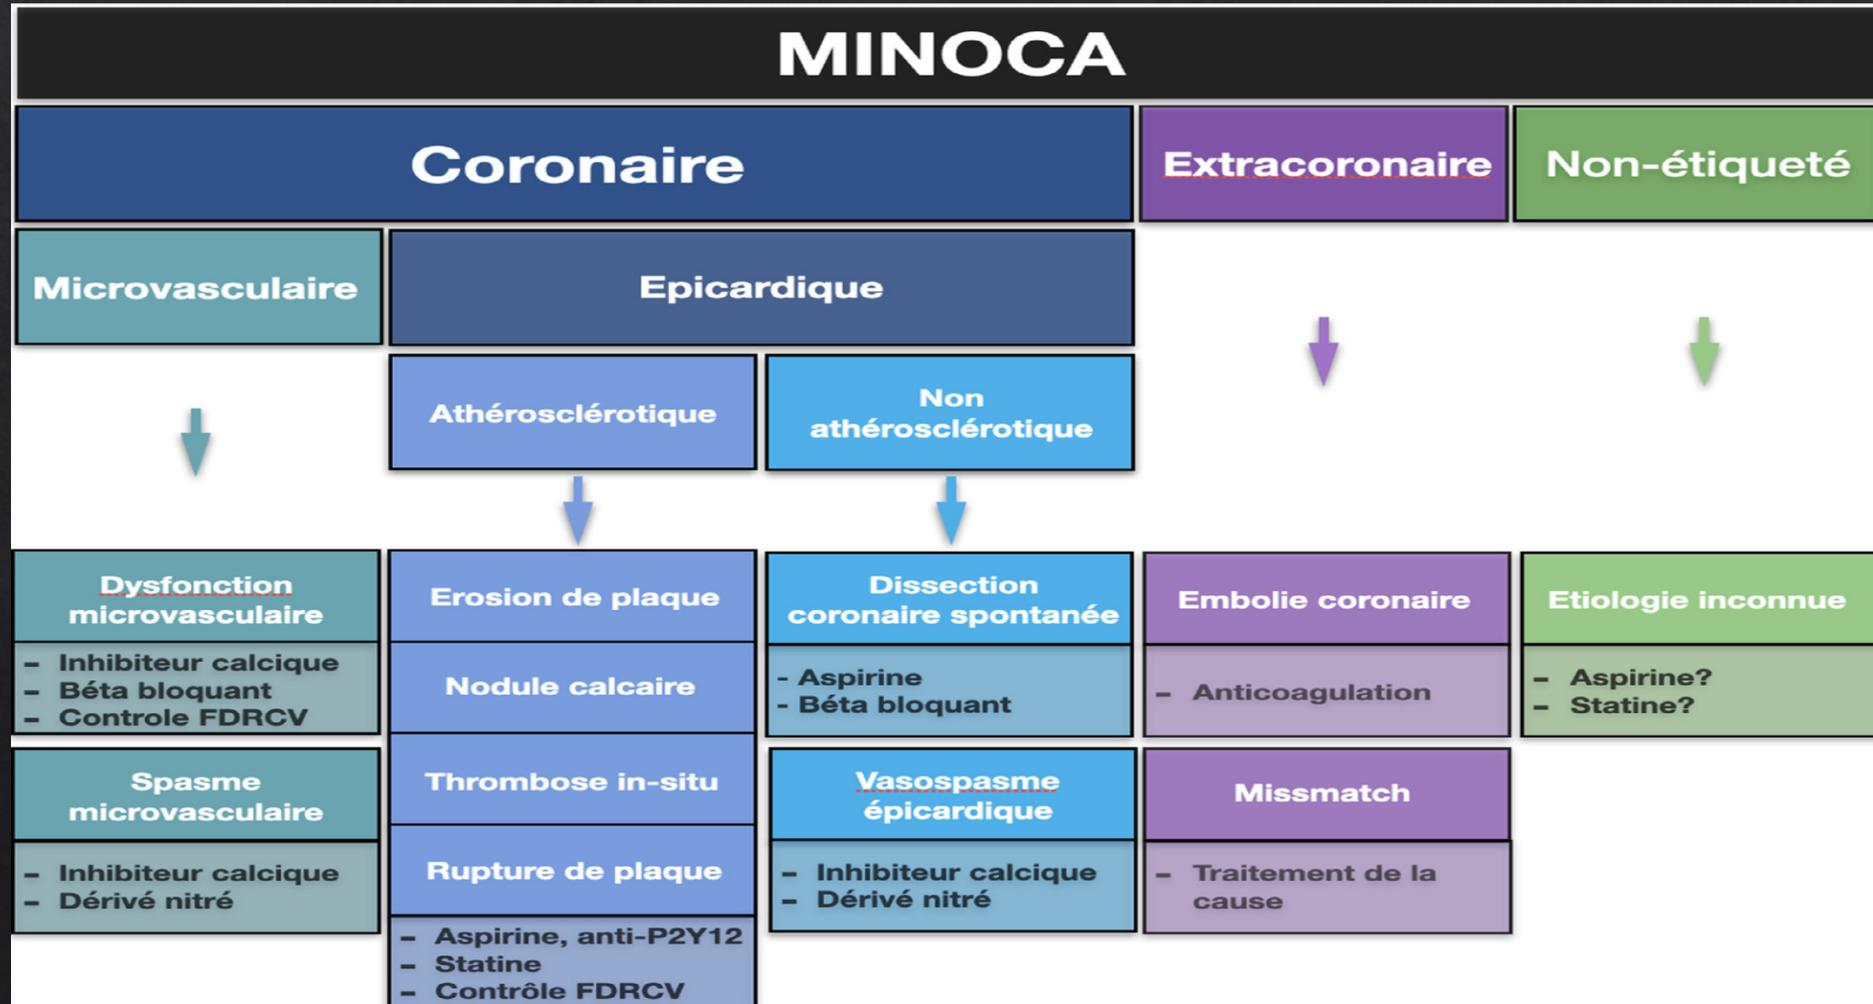 MINOCA
Coronaire
Extracoronaire
Non-étiqueté
Microvasculaire
Epicardique
Athérosclérotique
Non
athérosclérotique
Dysfonction
microvasculaire
- Inhibiteur calcique
- Béta bloquant
- Controle FDRCV
Spasme
microvasculaire
- Inhibiteur calcique
- Dérivé nitré
Erosion de plaque
Nodule calcaire
Thrombose in-situ
Rupture de plaque
- Aspirine, anti-P2Y12
- Statine
- Contrôle FDRCV
Dissection
coronaire spontanée
- Aspirine
- Béta bloquant
Vasospasme
épicardique
- Inhibiteur calcique
- Dérivé nitré
Embolie coronaire
- Anticoagulation
Missmatch
- Traitement de la
cause
Etiologie inconnue
- Aspirine?
- Statine?